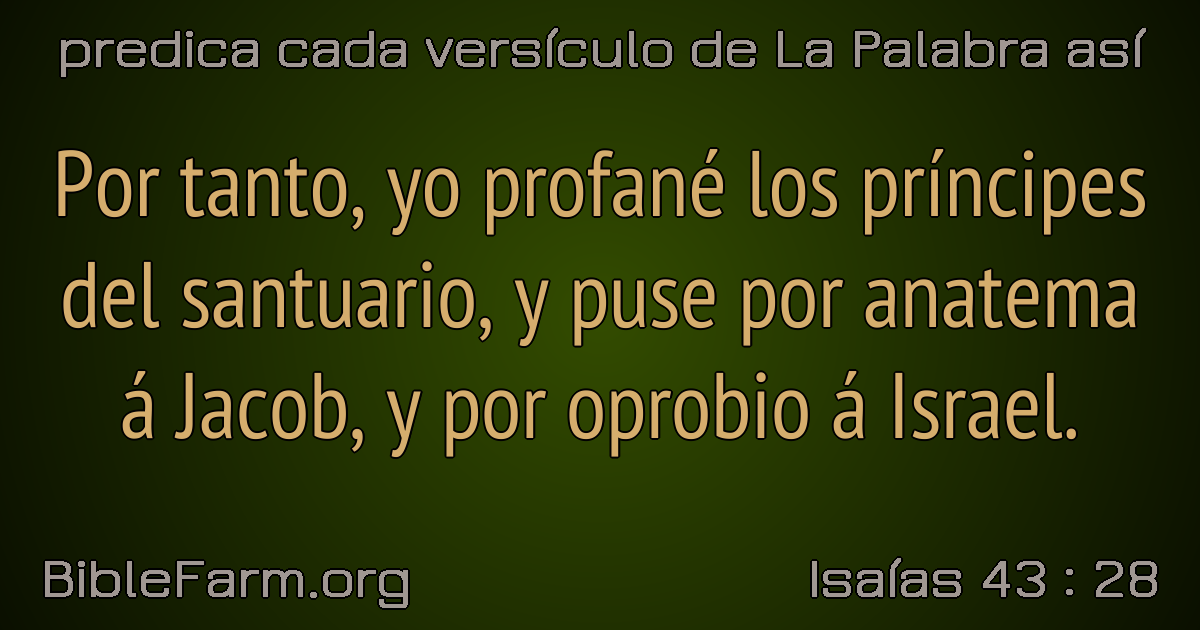 predica cada versículo de La Palabra así
Por tanto, yo profané los príncipes
del santuario, y puse por anatema
á Jacob, y por oprobio á Israel.
BibleFarm.org
Isaías 43 : 28